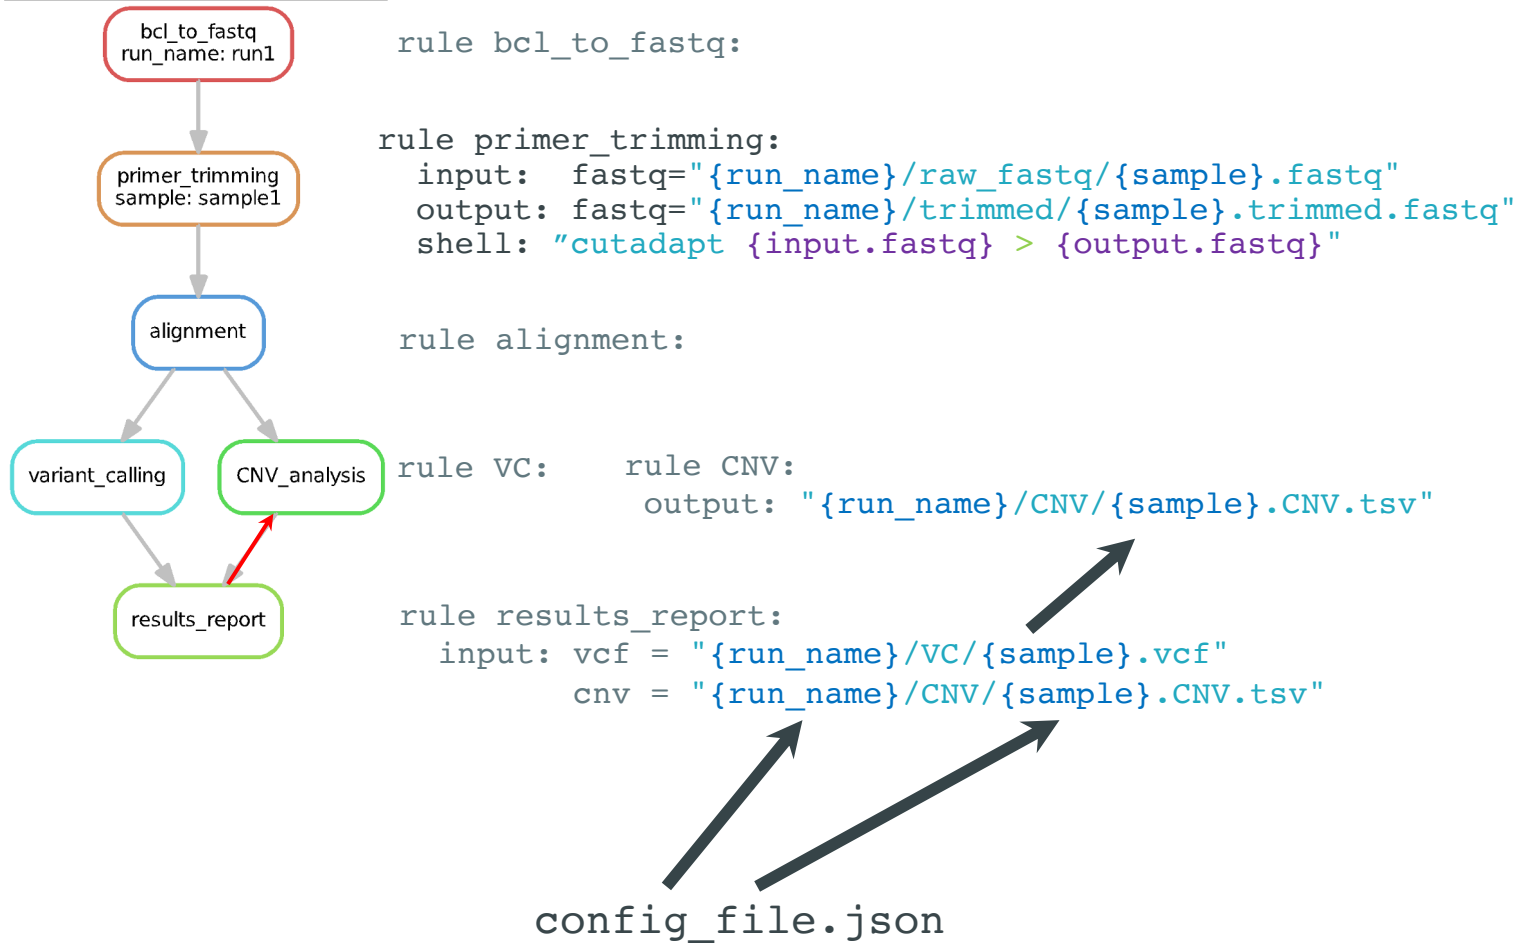 bcl_to_fastq
run_name: run1
rule bcl_to_fastq:
primer_trimming
sample: sample1
rule primer_trimming:
input: fastq="{run_name}/raw_fastq/{sample}.fastq"
output: fastq="{run_name}/trimmed/{sample}.trimmed.fastq"
shell: ”cutadapt {input.fastq} > {output.fastq}"
alignment
rule alignment:
variant_calling
CNV_analysis
rule VC:
rule CNV:
output: "{run_name}/CNV/{sample}.CNV.tsv"
results_report
rule results_report:
input: vcf = "{run_name}/VC/{sample}.vcf"
cnv = "{run_name}/CNV/{sample}.CNV.tsv"
config_file.json